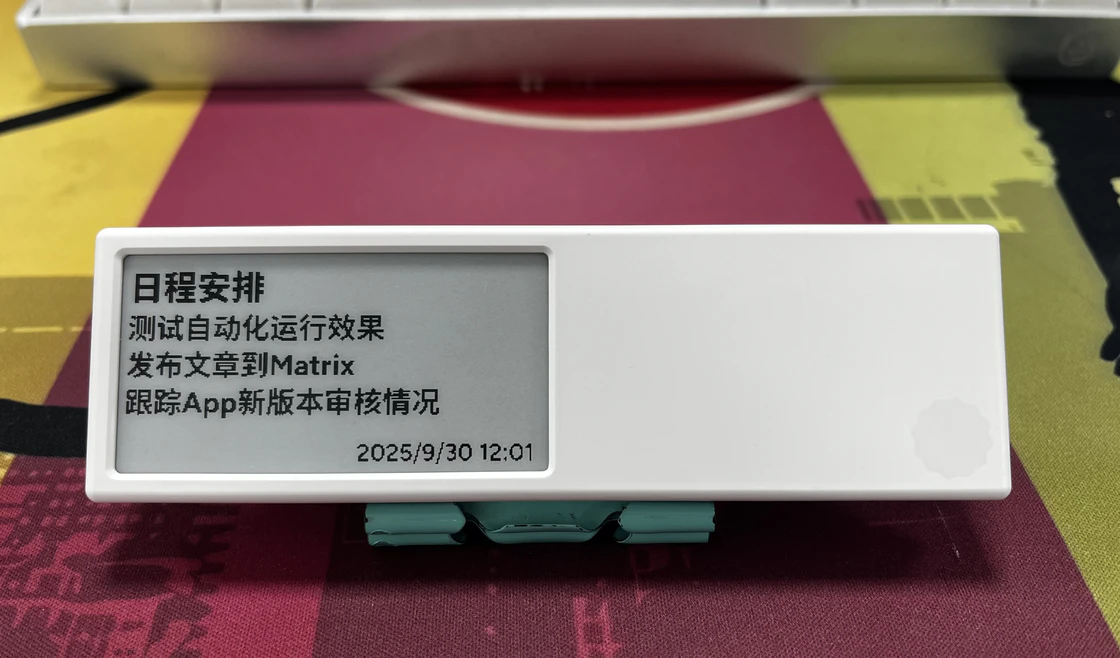 日程安排
测试自动化运行效果
发布文章到Matrix
跟踪App新版本审核情况
2025/9/30 12:01